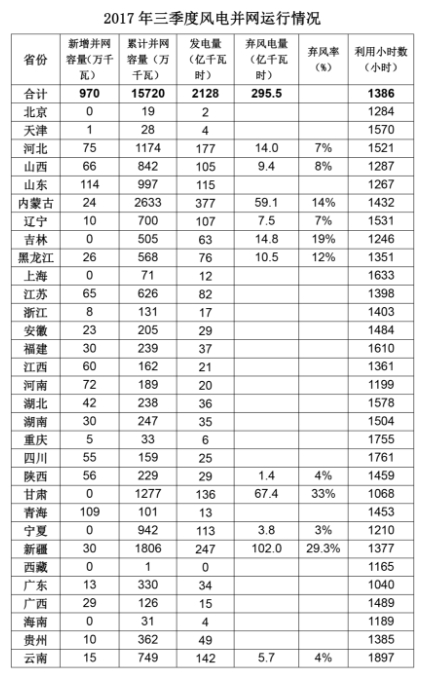 2017 年三季度风电并网运行情况
省份 新增并网容量(万千瓦) 累计并网容量(万千瓦) 发电量(亿千瓦时) 弃风电量(亿千瓦时) 弃风率(%) 利用小时数(小时)
合计 970 15720 2128 295.5 1386
北京 0 19 2 1284
天津 1 28 4 1570
河北 75 1174 177 14.0 7% 1521
山西 66 842 105 9.4 8% 1287
山东 114 997 115 1267
内蒙古 24 2633 377 59.1 14% 1432
辽宁 10 700 107 7.5 7% 1531
吉林 0 505 63 14.8 19% 1246
黑龙江 26 568 76 10.5 12% 1351
上海 0 71 12 1633
江苏 65 626 82 1398
浙江 8 131 17 1403
安徽 23 205 29 1484
福建 30 239 37 1610
江西 60 162 21 1361
河南 72 189 20 1199
湖北 42 238 36 1578
湖南 30 247 35 1504
重庆 5 33 6 1755
四川 55 159 25 1761
陕西 56 229 29 1.4 4% 1459
甘肃 0 1277 136 67.4 33% 1068
青海 109 101 13 1453
宁夏 0 942 113 3.8 3% 1210
新疆 30 1806 247 102.0 29.3% 1377
西藏 0 1 0 1165
广东 13 330 34 1040
广西 29 126 15 1489
海南 0 31 4 1189
贵州 10 362 49 1385
云南 15 749 142 5.7 4% 1897